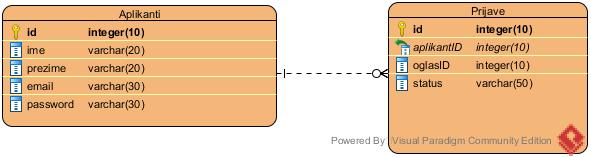 Aplikanti
id integer(10)
ime varchar(20)
prezime varchar(20)
email varchar(30)
password varchar(30)
Prijave
id integer(10)
aplikantID integer(10)
oglasID integer(10)
status varchar(50)
Powered By Visual Paradigm Community Edition